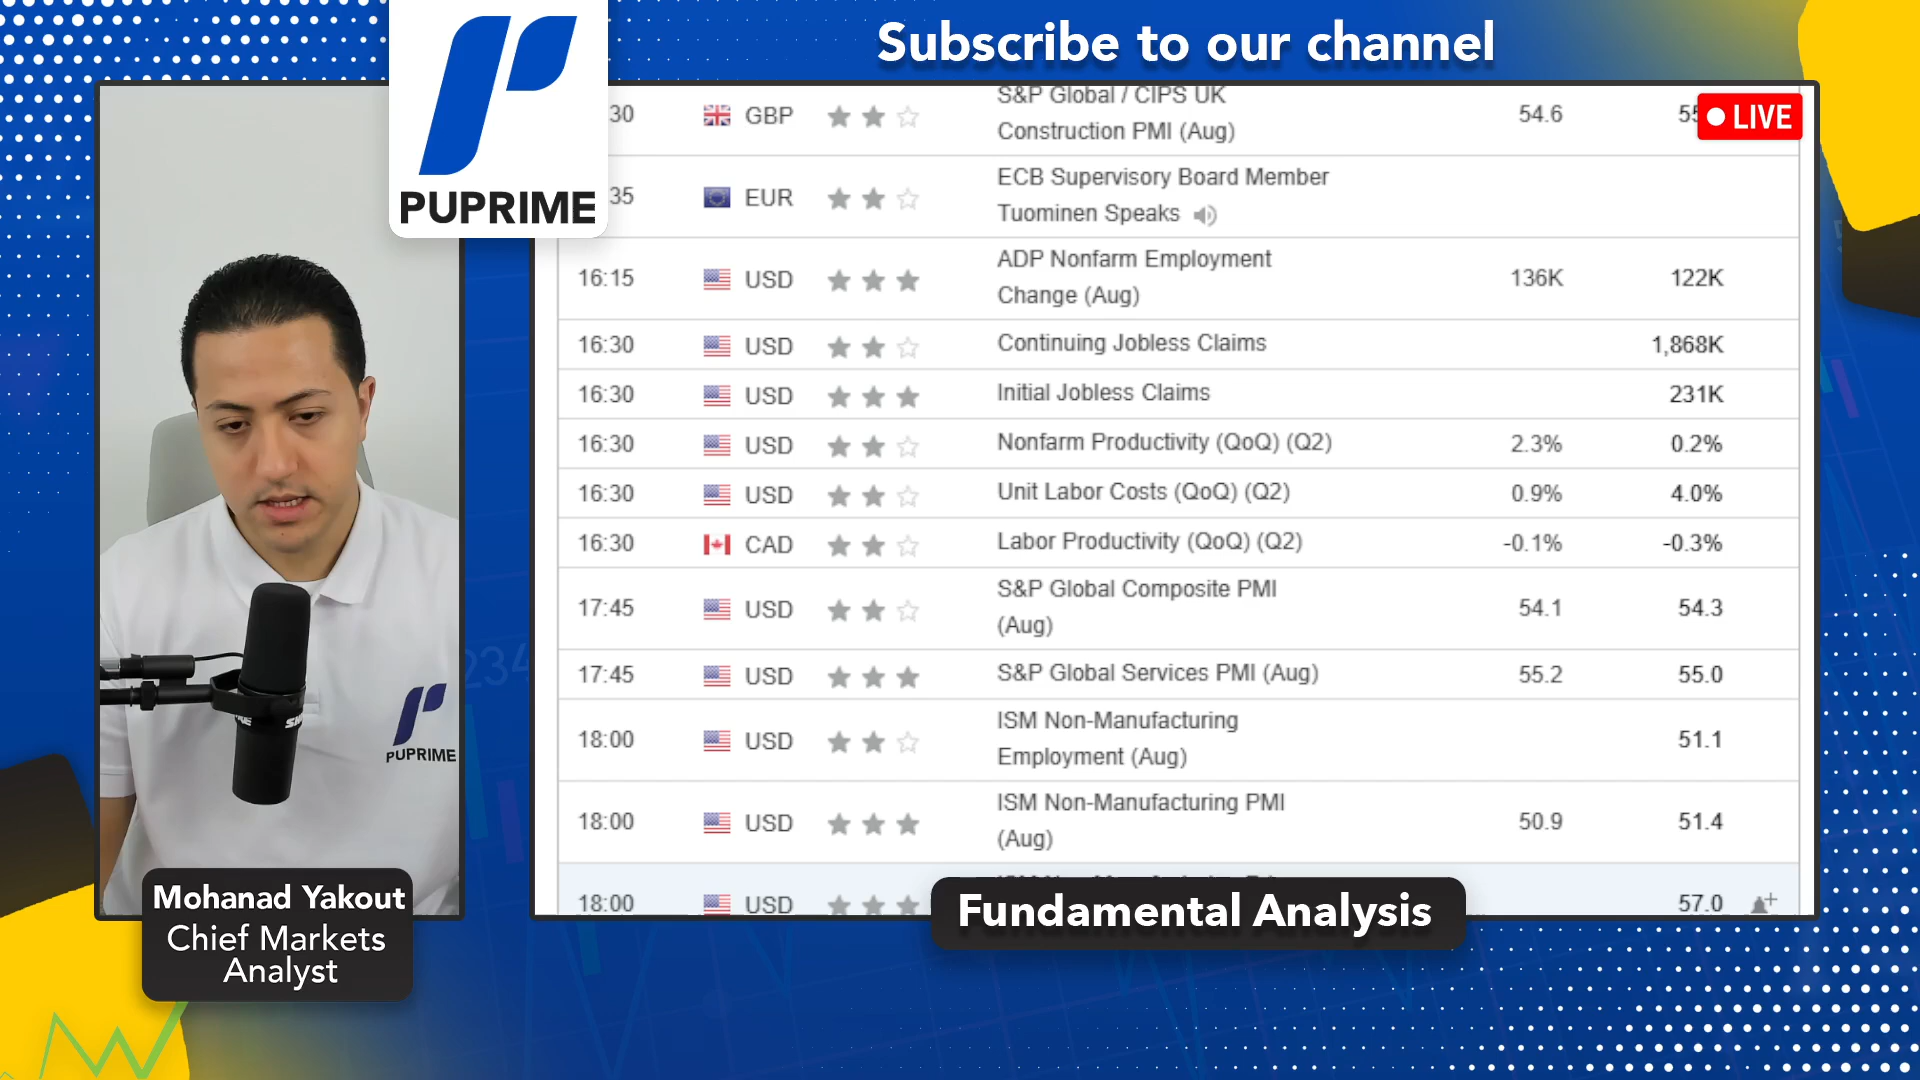 Subscribe to our channel
PUPRIME
LIVE
30 GBP S&P Global / CIPS UK Construction PMI (Aug) 54.6
35 EUR ECB Supervisory Board Member Tuominen Speaks
16:15 USD ADP Nonfarm Employment Change (Aug) 136K 122K
16:30 USD Continuing Jobless Claims 1,868K
16:30 USD Initial Jobless Claims 231K
16:30 USD Nonfarm Productivity (QoQ) (Q2) 2.3% 0.2%
16:30 USD Unit Labor Costs (QoQ) (Q2) 0.9% 4.0%
16:30 CAD Labor Productivity (QoQ) (Q2) -0.1% -0.3%
17:45 USD S&P Global Composite PMI (Aug) 54.1 54.3
17:45 USD S&P Global Services PMI (Aug) 55.2 55.0
18:00 USD ISM Non-Manufacturing Employment (Aug) 51.1
18:00 USD ISM Non-Manufacturing PMI (Aug) 50.9 51.4
18:00 USD 57.0
PUPRIME
Mohanad Yakout
Chief Markets
Analyst
Fundamental Analysis